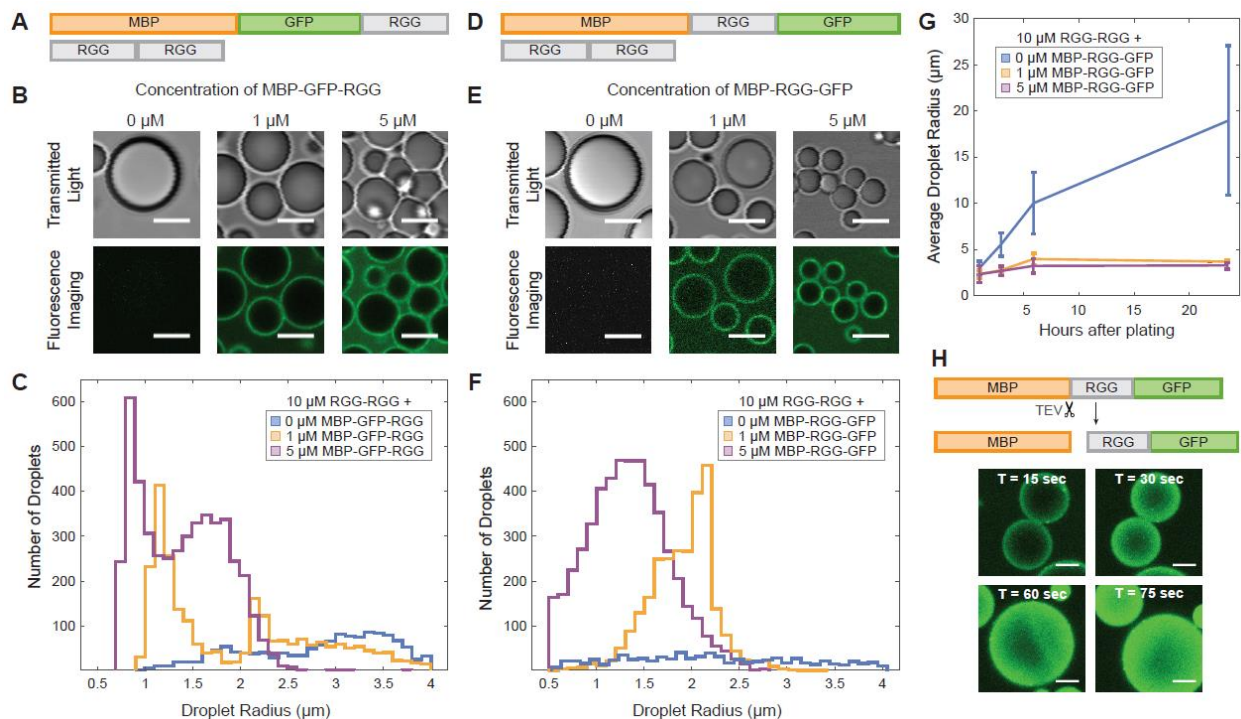 A
MBP GFP RGG
RGG RGG
B
Concentration of MBP-GFP-RGG
0 µM 1 µM 5 µM
Transmitted
Light
Fluorescence
Imaging
C
600
500
400
300
200
100
Number of Droplets
10 µM RGG-RGG +
0 µM MBP-GFP-RGG
1 µM MBP-GFP-RGG
5 µM MBP-GFP-RGG
0.5 1 1.5 2 2.5 3 3.5 4
Droplet Radius (µm)
D
MBP RGG GFP
RGG RGG
E
Concentration of MBP-RGG-GFP
0 µM 1 µM 5 µM
Transmitted
Light
Fluorescence
Imaging
F
600
500
400
300
200
100
Number of Droplets
10 µM RGG-RGG +
0 µM MBP-RGG-GFP
1 µM MBP-RGG-GFP
5 µM MBP-RGG-GFP
0.5 1 1.5 2 2.5 3 3.5 4
Droplet Radius (µm)
G
30
25
20
15
10
5
0
Average Droplet Radius (µm)
10 µM RGG-RGG +
0 µM MBP-RGG-GFP
1 µM MBP-RGG-GFP
5 µM MBP-RGG-GFP
5 10 15 20
Hours after plating
H
MBP RGG GFP
TEV
MBP RGG GFP
T = 15 sec T = 30 sec
T = 60 sec T = 75 sec